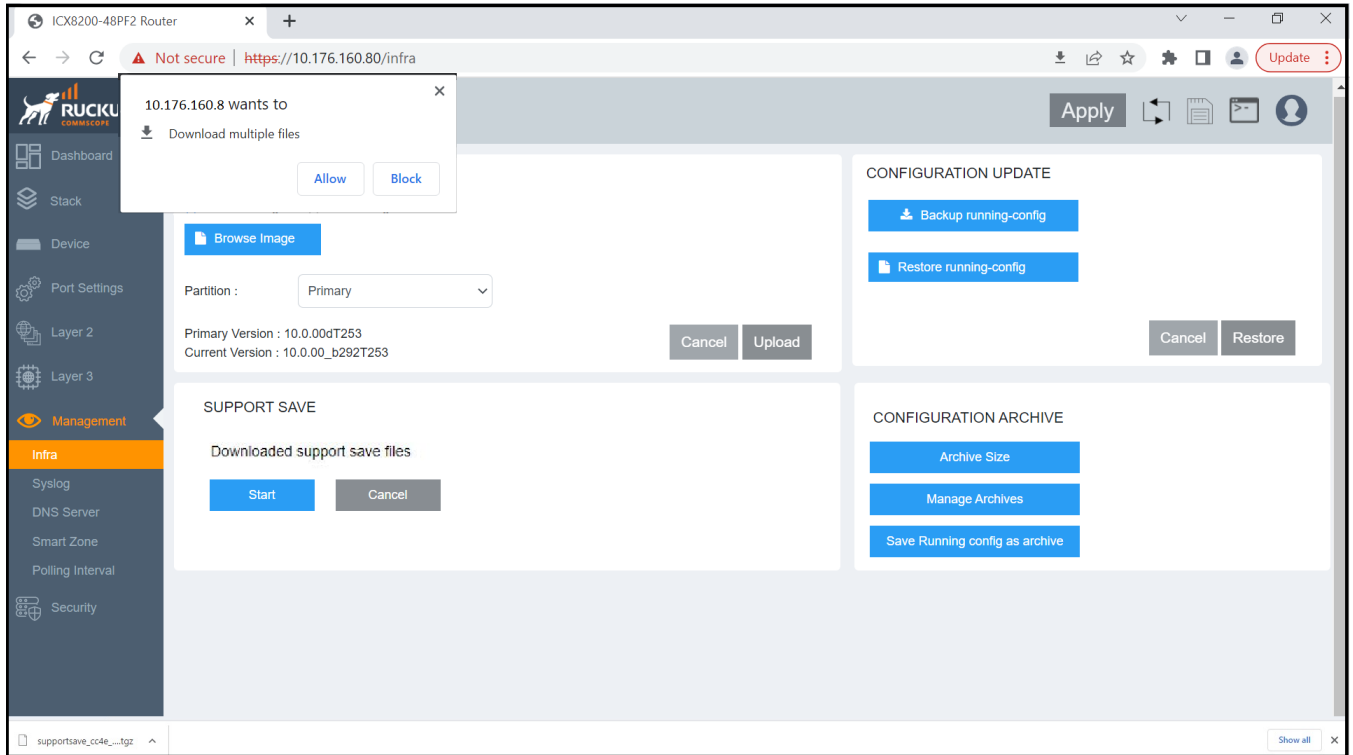 ICX8200-48PF2 Router
Not secure | https://10.176.160.80/infra
Update
RUCKU
COMMSCOPE
10.176.160.8 wants to
Download multiple files
Allow Block
Apply
Dashboard
Stack
Device
Port Settings
Layer 2
Layer 3
Management
Infra
Syslog
DNS Server
Smart Zone
Polling Interval
Security
Browse Image
Partition : Primary
Primary Version : 10.0.00dT253
Current Version : 10.0.00_b292T253
Cancel Upload
CONFIGURATION UPDATE
Backup running-config
Restore running-config
Cancel Restore
SUPPORT SAVE
Downloaded support save files
Start Cancel
CONFIGURATION ARCHIVE
Archive Size
Manage Archives
Save Running config as archive
supportsave_cc4e_....tgz
Show all